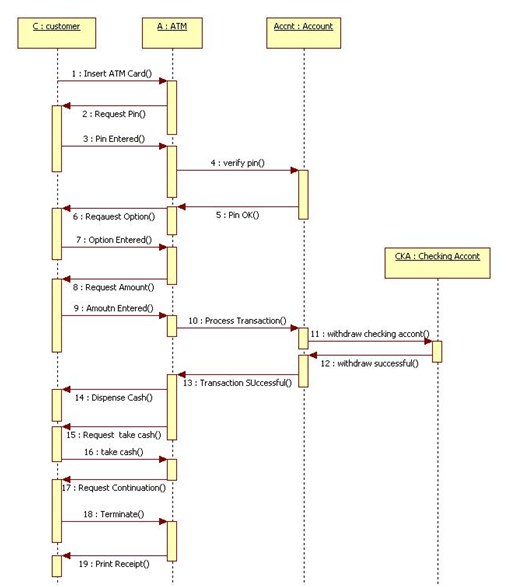 C : customer
A : ATM
Accnt : Account
1 : Insert ATM Card()
2 : Request Pin()
3 : Pin Entered()
4 : verify pin()
5 : Pin OK()
6 : Reqauest Option()
7 : Option Entered()
CKA : Checking Accont
8 : Request Amount()
9 : Amoutn Entered()
10 : Process Transaction()
11 : withdraw checking accont()
12 : withdraw successful()
13 : Transaction SUccessful()
14 : Dispense Cash()
15 : Request take cash()
16 : take cash()
17 : Request Continuation()
18 : Terminate()
19 : Print Receipt()